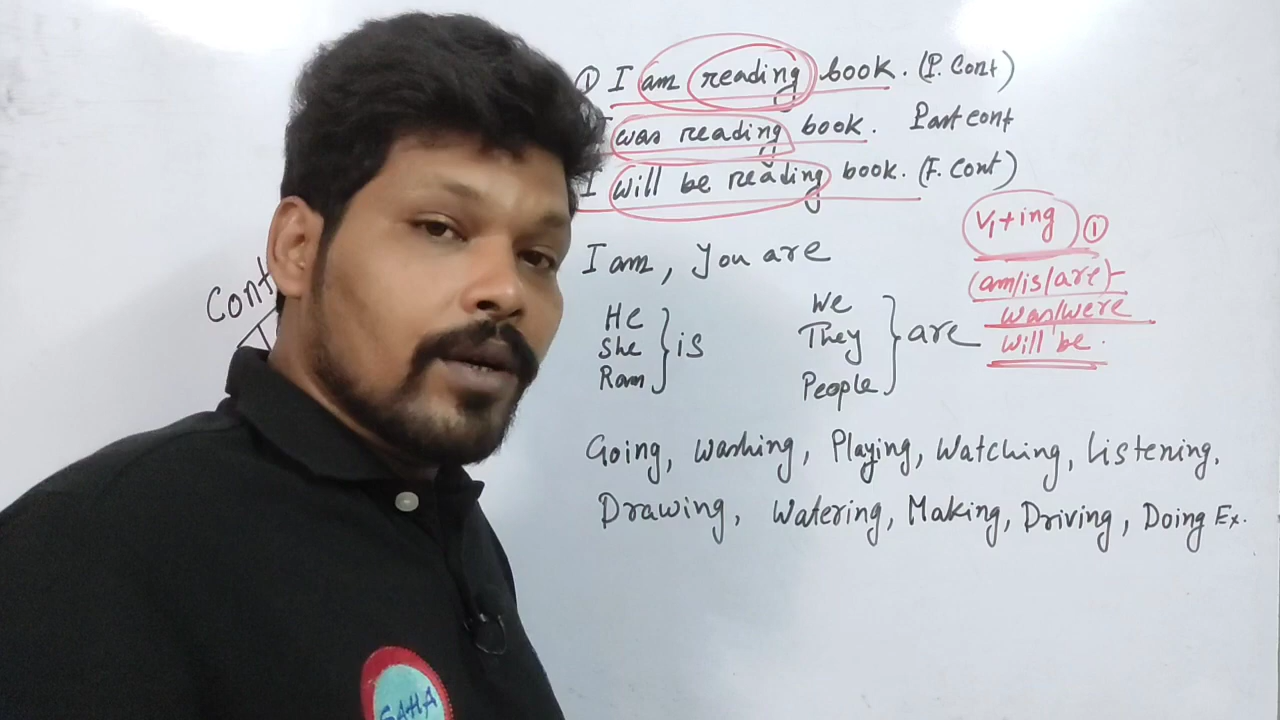 ① I am reading book. (P. Cont)
I was reading book. Past cont
I will be reading book. (F. Cont)
V₁+ing ①
(am/is/are)-
was/were
will be.
I am, You are
Cont
He
She
Ram
} is
We
They
People
} are
Going, Washing, Playing, Watching, Listening,
Drawing, Watering, Making, Driving, Doing Ex.
SAHA